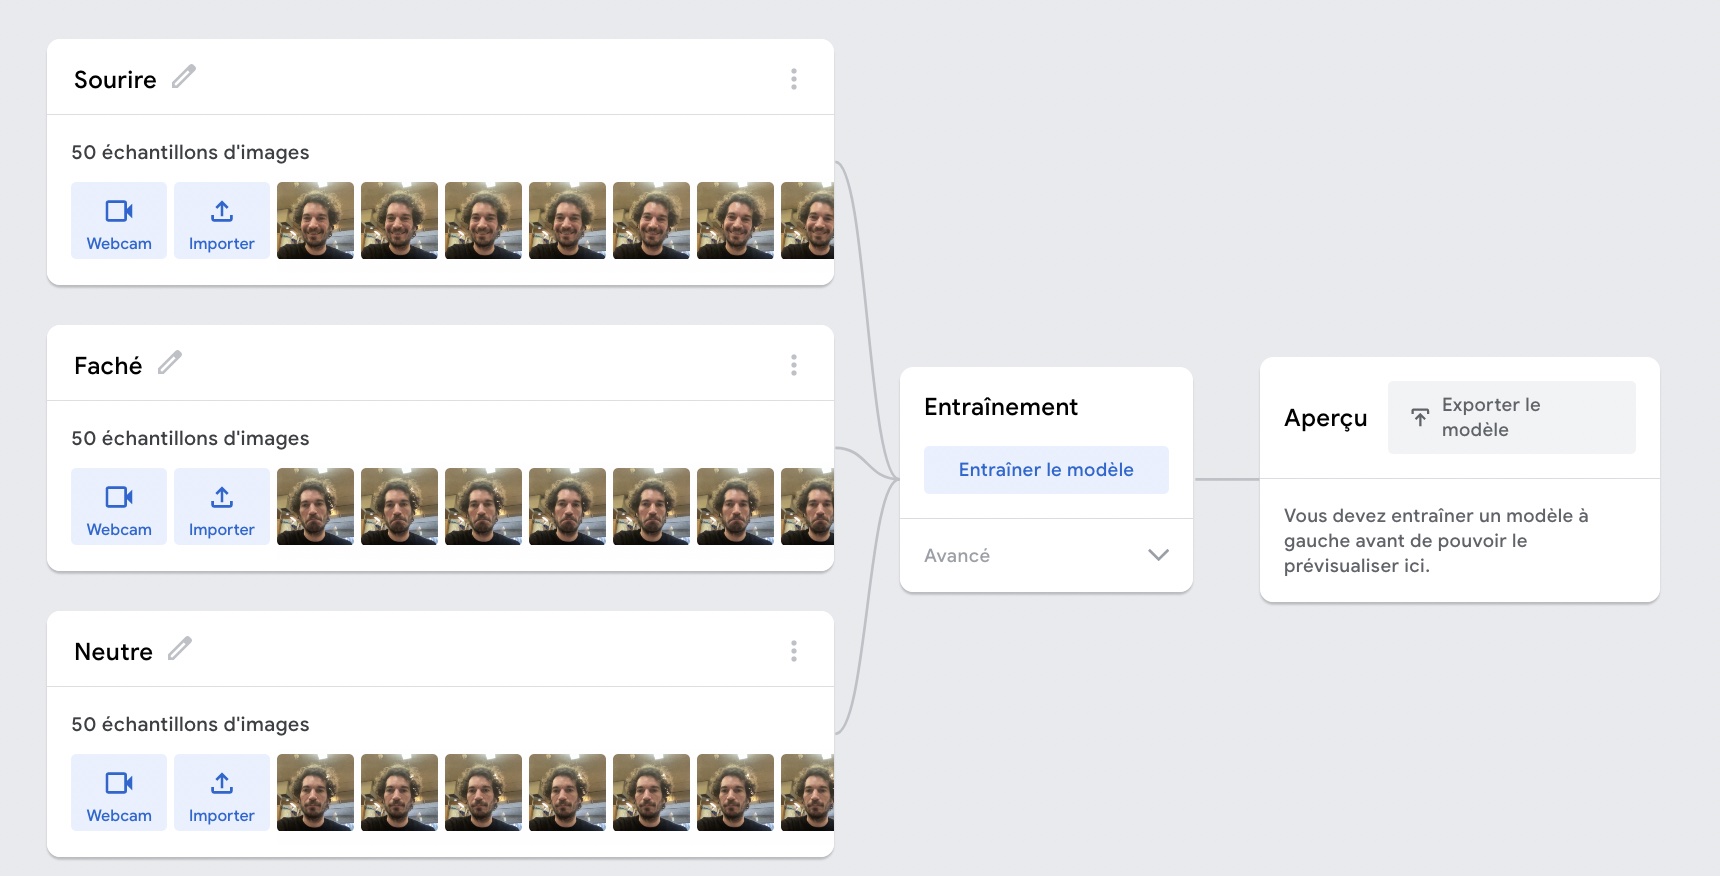 Sourire
50 échantillons d'images
Webcam
Importer
Faché
50 échantillons d'images
Webcam
Importer
Neutre
50 échantillons d'images
Webcam
Importer
Entraînement
Entraîner le modèle
Avancé
Aperçu
Exporter le
modèle
Vous devez entraîner un modèle à
gauche avant de pouvoir le
prévisualiser ici.